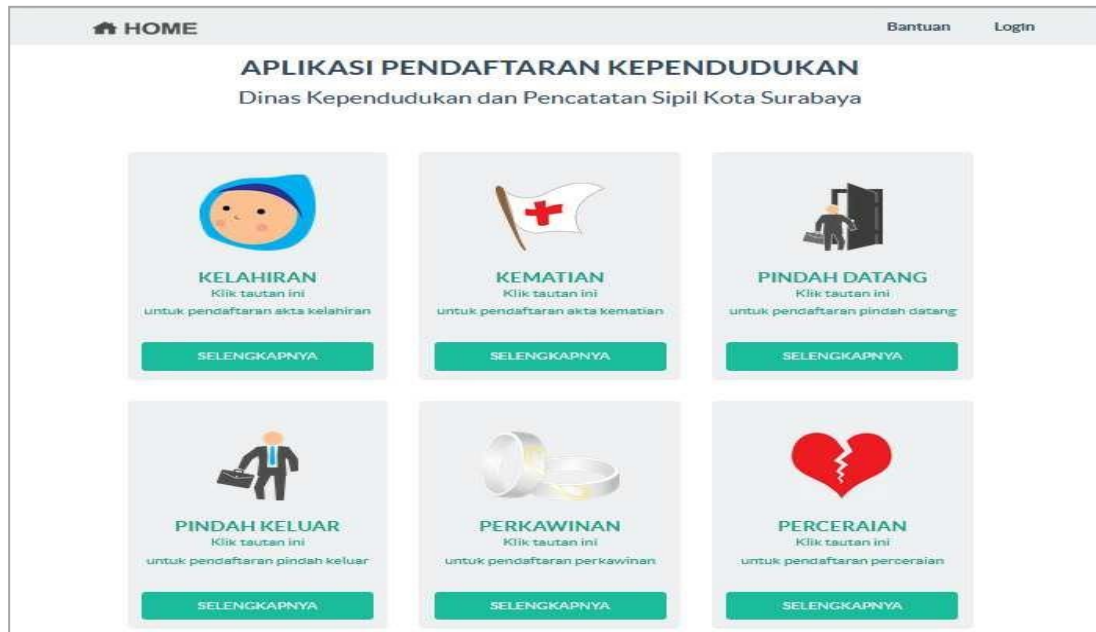 HOME
Bantuan
Login
APLIKASI PENDAFTARAN KEPENDUDUKAN
Dinas Kependudukan dan Pencatatan Sipil Kota Surabaya
KELAHIRAN
Klik tautan ini
untuk pendaftaran akta kelahiran
SELENGKAPNYA
KEMATIAN
Klik tautan ini
untuk pendaftaran akta kematian
SELENGKAPNYA
PINDAH DATANG
Klik tautan ini
untuk pendaftaran pindah datang
SELENGKAPNYA
PINDAH KELUAR
Klik tautan ini
untuk pendaftaran pindah keluar
SELENGKAPNYA
PERKAWINAN
Klik tautan ini
untuk pendaftaran perkawinan
SELENGKAPNYA
PERCERAIAN
Klik tautan ini
untuk pendaftaran perceraian
SELENGKAPNYA